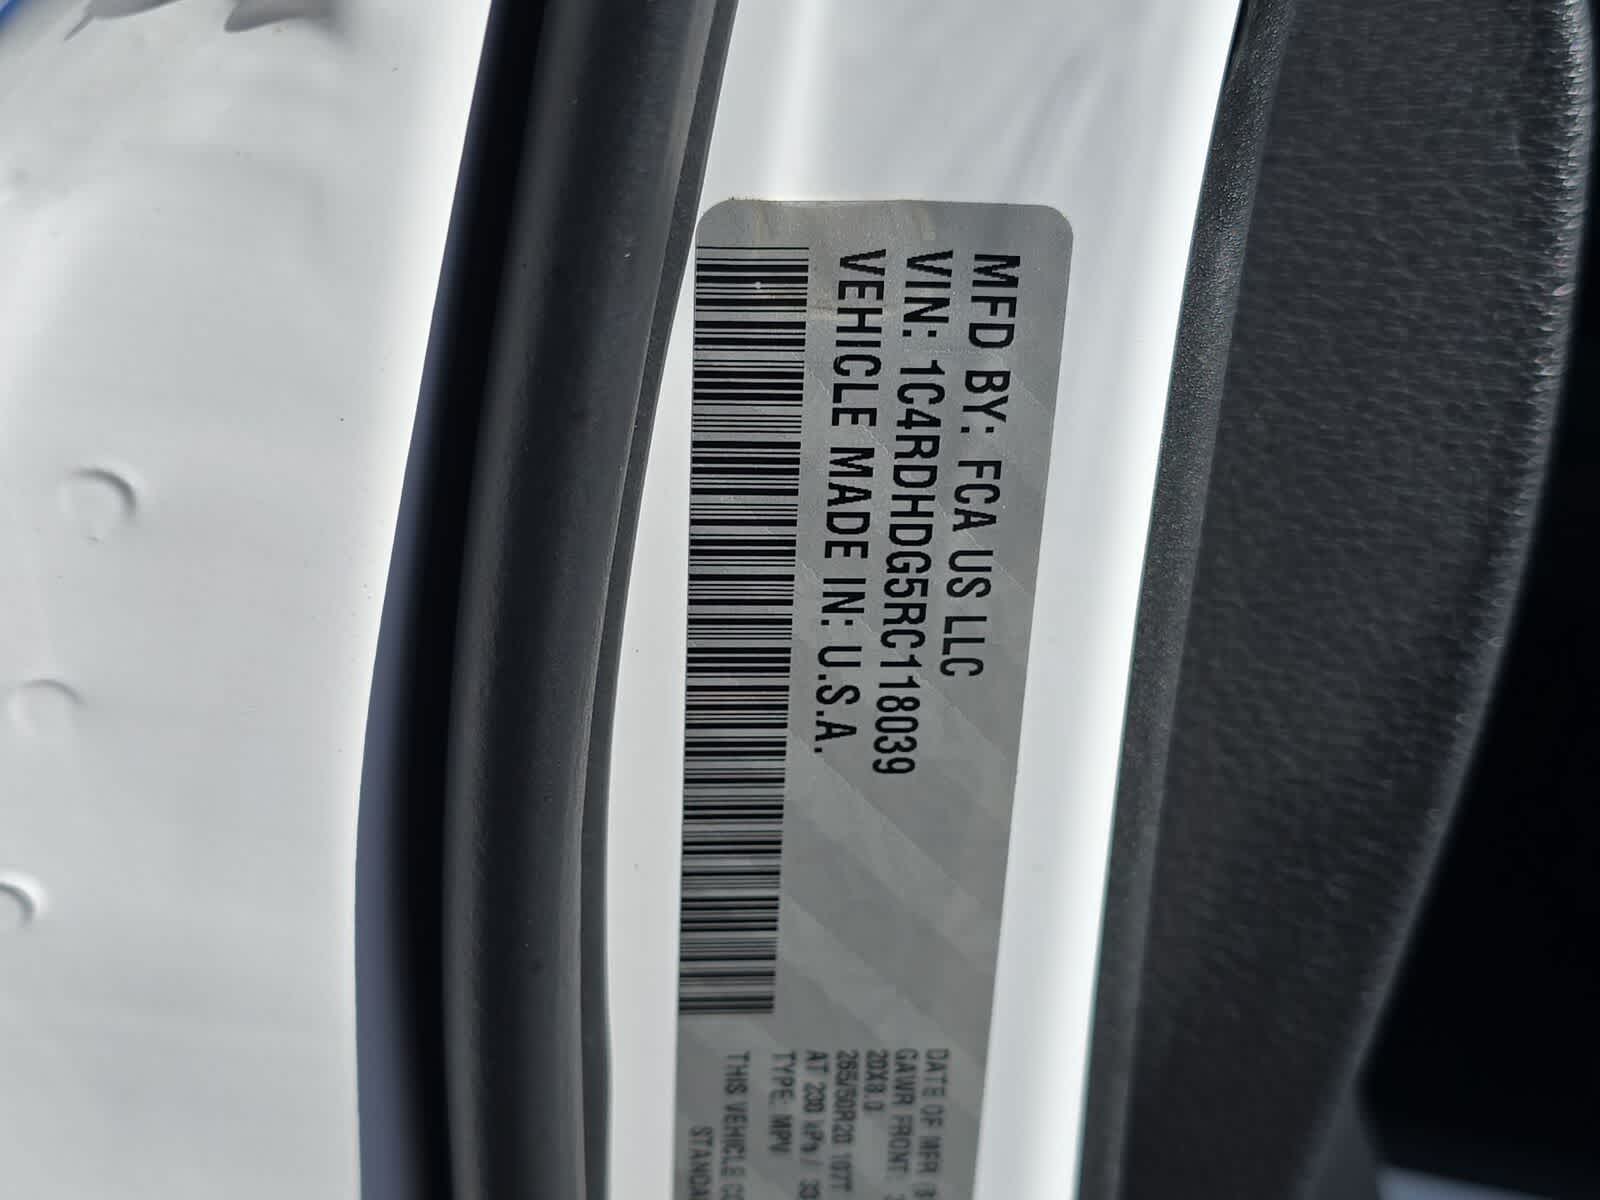 MFD BY: FCA US LLC
VIN: 1C4RDHDG5RC118039
VEHICLE MADE IN: U.S.A.
DATE OF MFR
GAWR FRONT:
20X8.0
265/50R20 107T
AT 230 kPa /
TYPE: MPV
THIS VEHICLE